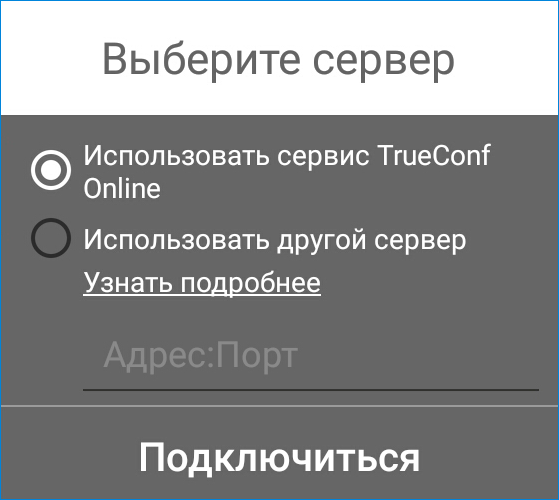 Выберите сервер
Использовать сервис TrueConf
Online
Использовать другой сервер
Узнать подробнее
Адрес:Порт
Подключиться